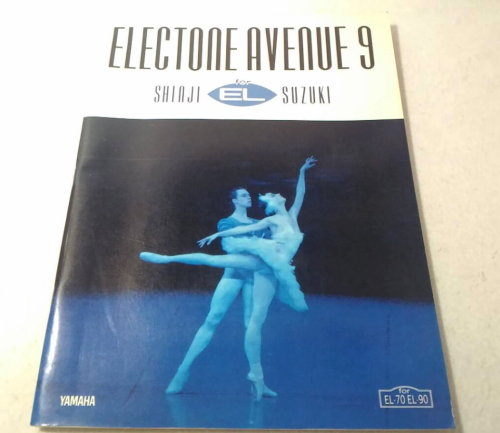 ELECTONE AVENUE 9
for
SHINJI EL SUZUKI
YAMAHA
for
EL-70 EL-90